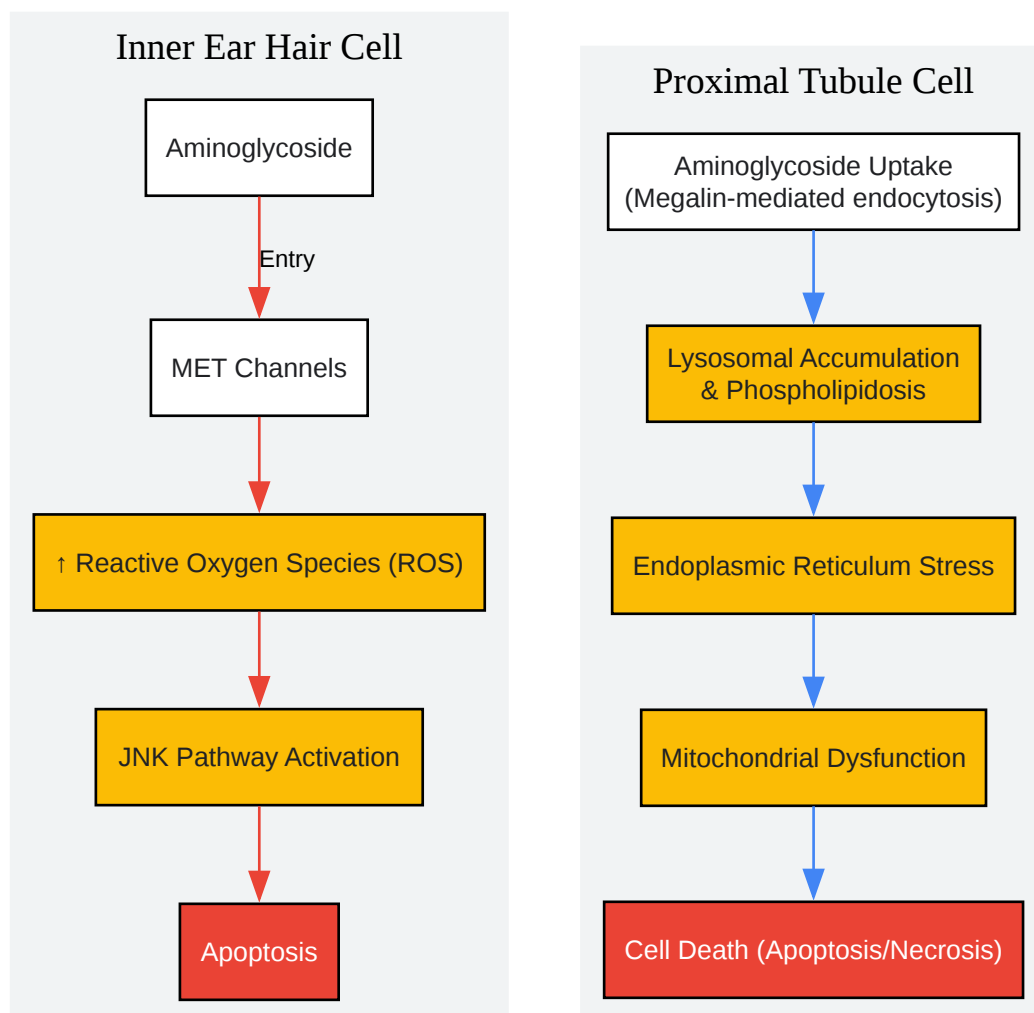 Inner Ear Hair Cell
Aminoglycoside
Entry
MET Channels
↑ Reactive Oxygen Species (ROS)
JNK Pathway Activation
Apoptosis
Proximal Tubule Cell
Aminoglycoside Uptake
(Megalin-mediated endocytosis)
Lysosomal Accumulation
& Phospholipidosis
Endoplasmic Reticulum Stress
Mitochondrial Dysfunction
Cell Death (Apoptosis/Necrosis)